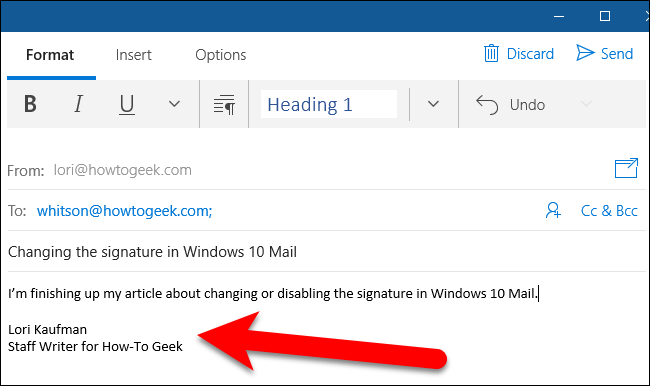 Format Insert Options Discard Send
B I U Heading 1 Undo
From: lori@howtogeek.com
To: whitson@howtogeek.com; Cc & Bcc
Changing the signature in Windows 10 Mail
I'm finishing up my article about changing or disabling the signature in Windows 10 Mail.
Lori Kaufman
Staff Writer for How-To Geek